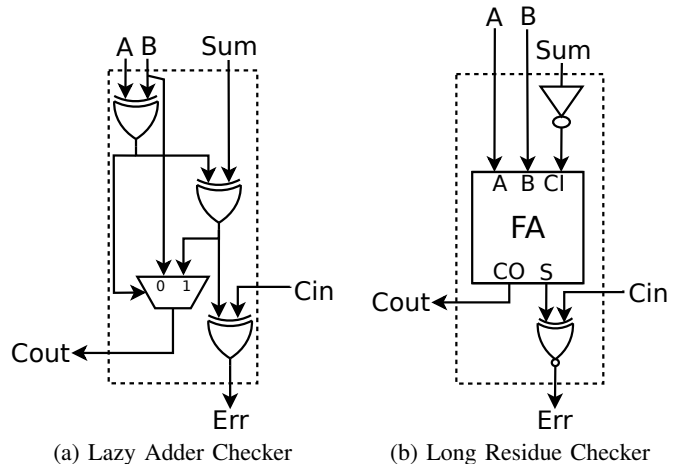 A B Sum
0 1
Cin
Cout
Err
(a) Lazy Adder Checker
A B
Sum
A B CI
FA
CO S
Cin
Cout
Err
(b) Long Residue Checker